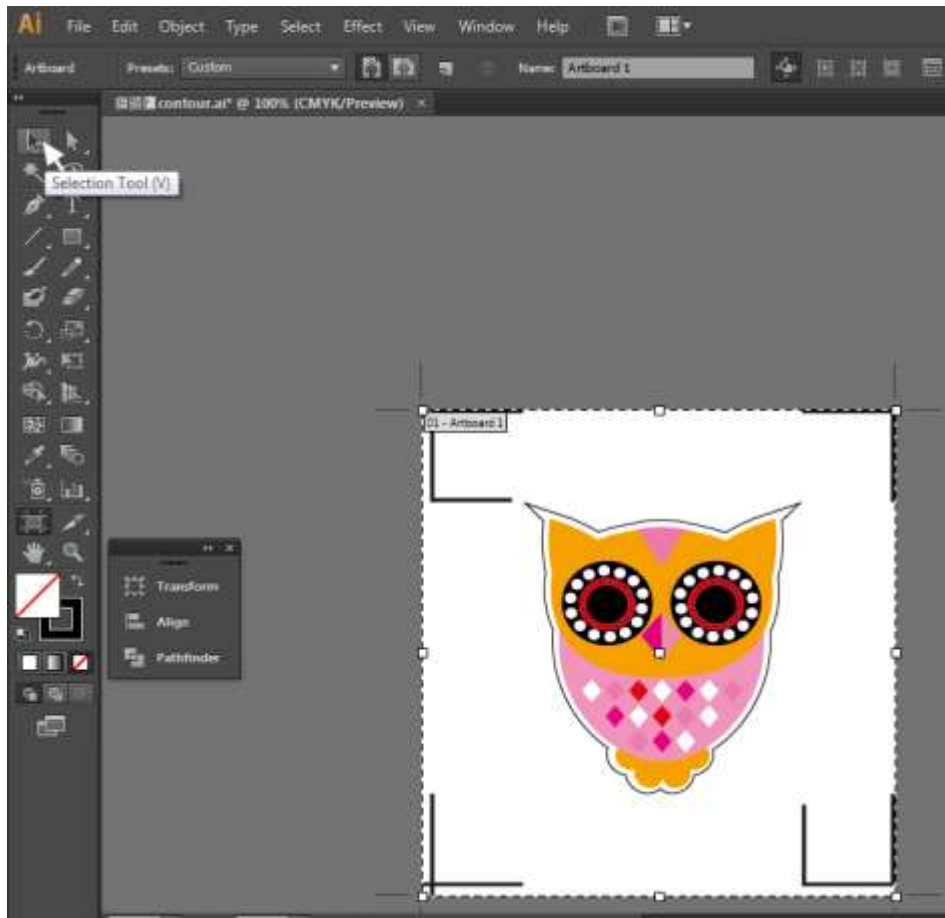 Ai File Edit Object Type Select Effect View Window Help
Artboard Presets: Custom Name: Artboard 1
contour.ai* @ 100% (CMYK/Preview) ×
Selection Tool (V)
01 - Artboard 1
Transform
Align
Pathfinder